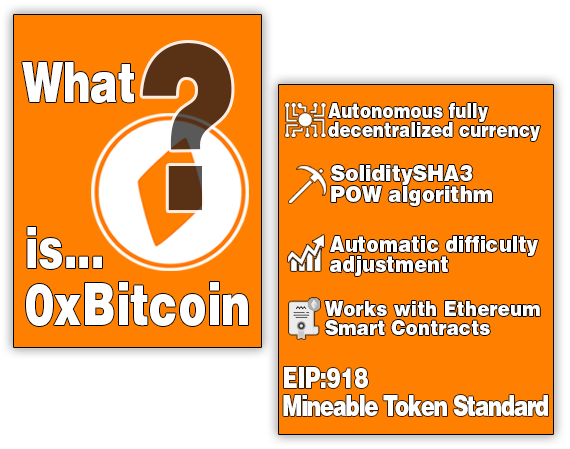 What
?
is...
0xBitcoin
Autonomous fully
decentralized currency
SoliditySHA3
POW algorithm
Automatic difficulty
adjustment
Works with Ethereum
Smart Contracts
EIP:918
Mineable Token Standard